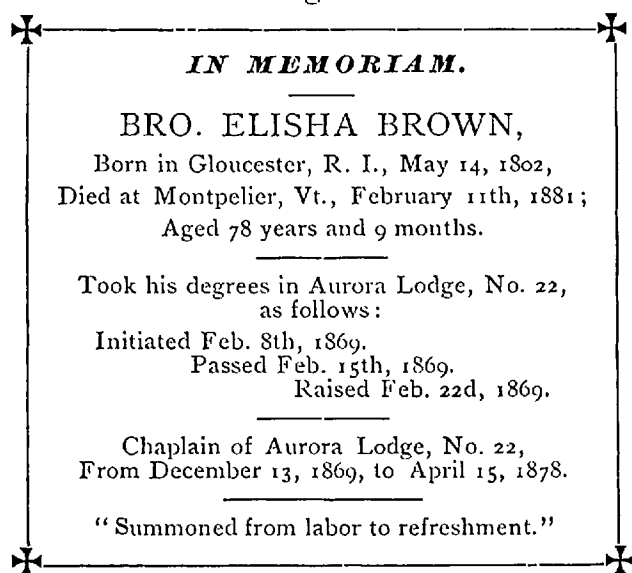 IN MEMORIAM.
BRO. ELISHA BROWN,
Born in Gloucester, R. I., May 14, 1802,
Died at Montpelier, Vt., February 11th, 1881;
Aged 78 years and 9 months.
Took his degrees in Aurora Lodge, No. 22,
as follows:
Initiated Feb. 8th, 1869.
Passed Feb. 15th, 1869.
Raised Feb. 22d, 1869.
Chaplain of Aurora Lodge, No. 22,
From December 13, 1869, to April 15, 1878.
"Summoned from labor to refreshment."